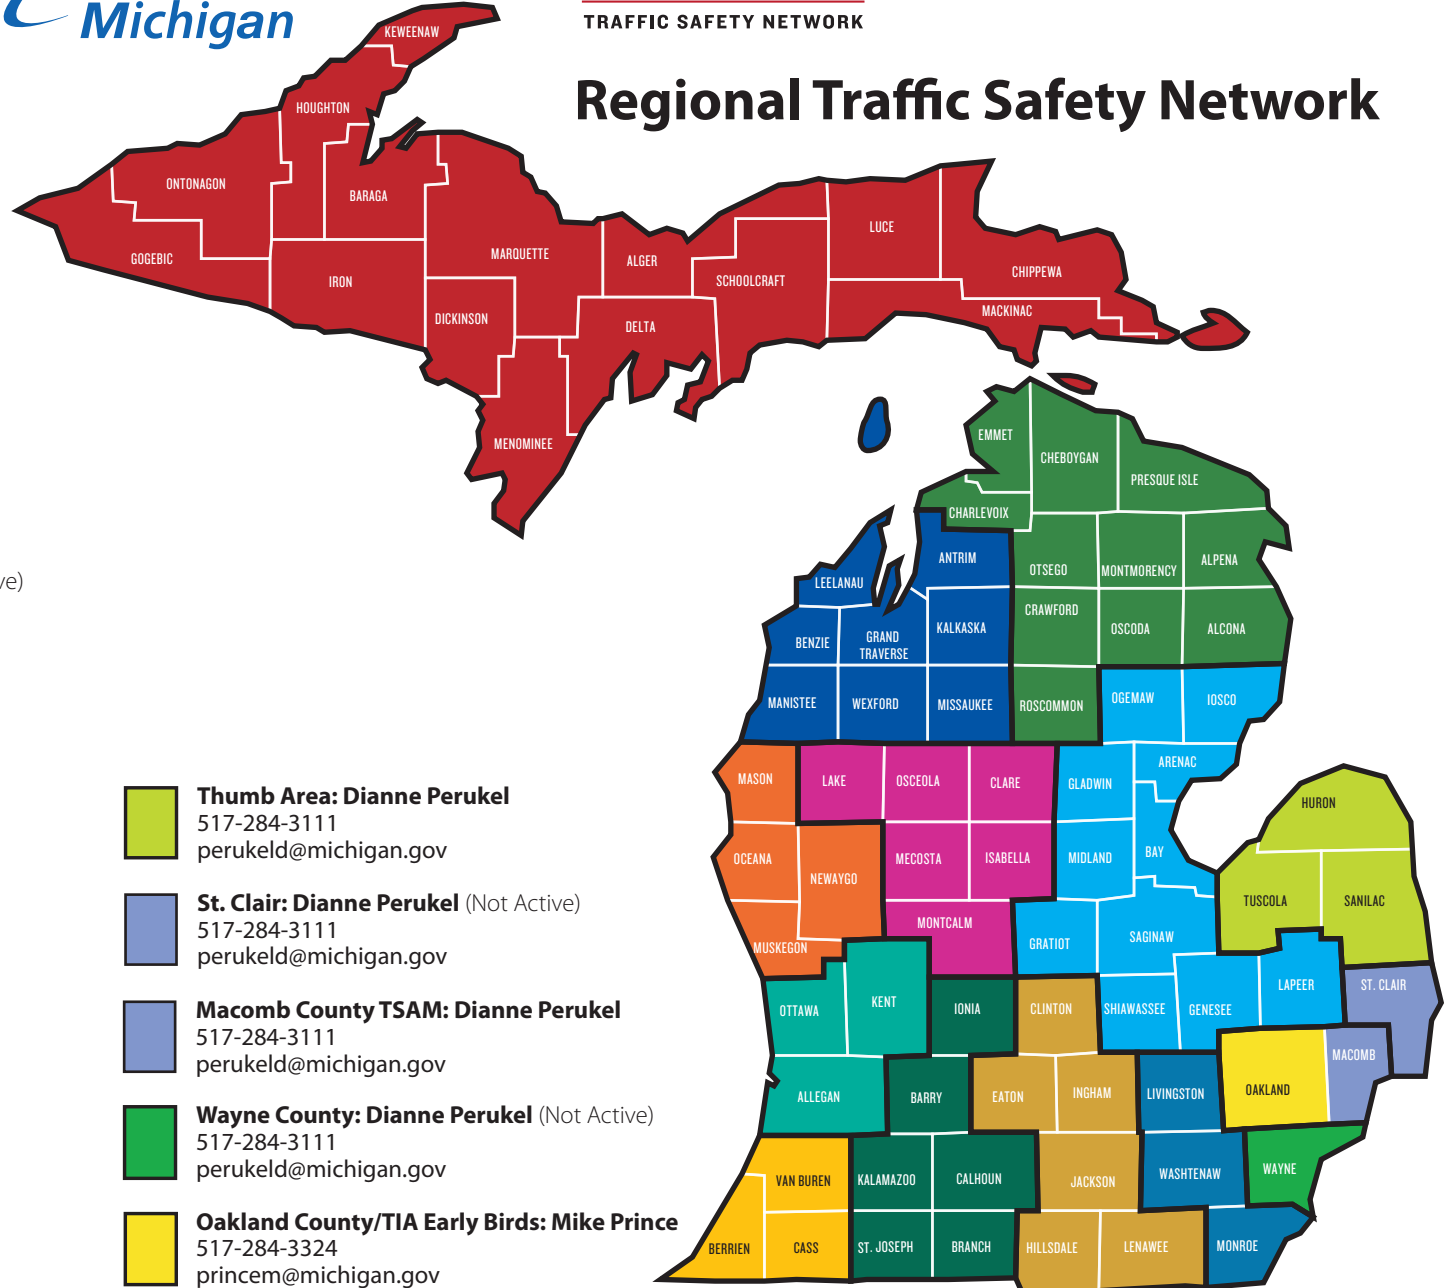 Michigan
TRAFFIC SAFETY NETWORK
Regional Traffic Safety Network
KEWEENAW
HOUGHTON
ONTONAGON
BARAGA
GOGEBIC
IRON
MARQUETTE
DICKINSON
ALGER
DELTA
MENOMINEE
SCHOOLCRAFT
LUCE
CHIPPEWA
MACKINAC
EMMET
CHEBOYGAN
PRESQUE ISLE
CHARLEVOIX
ANTRIM
OTSEGO
MONTMORENCY
ALPENA
ve)
LEELANAU
BENZIE
GRAND
TRAVERSE
KALKASKA
CRAWFORD
OSCODA
ALCONA
MANISTEE
WEXFORD
MISSAUKEE
ROSCOMMON
OGEMAW
IOSCO
MASON
LAKE
OSCEOLA
CLARE
GLADWIN
ARENAC
HURON
OCEANA
NEWAYGO
MECOSTA
ISABELLA
MIDLAND
BAY
TUSCOLA
SANILAC
MUSKEGON
MONTCALM
GRATIOT
SAGINAW
OTTAWA
KENT
IONIA
CLINTON
SHIAWASSEE
GENESEE
LAPEER
ST. CLAIR
ALLEGAN
BARRY
EATON
INGHAM
LIVINGSTON
OAKLAND
MACOMB
VAN BUREN
KALAMAZOO
CALHOUN
JACKSON
WASHTENAW
WAYNE
BERRIEN
CASS
ST. JOSEPH
BRANCH
HILLSDALE
LENAWEE
MONROE
Thumb Area: Dianne Perukel
517-284-3111
perukeld@michigan.gov
St. Clair: Dianne Perukel (Not Active)
517-284-3111
perukeld@michigan.gov
Macomb County TSAM: Dianne Perukel
517-284-3111
perukeld@michigan.gov
Wayne County: Dianne Perukel (Not Active)
517-284-3111
perukeld@michigan.gov
Oakland County/TIA Early Birds: Mike Prince
517-284-3324
princem@michigan.gov